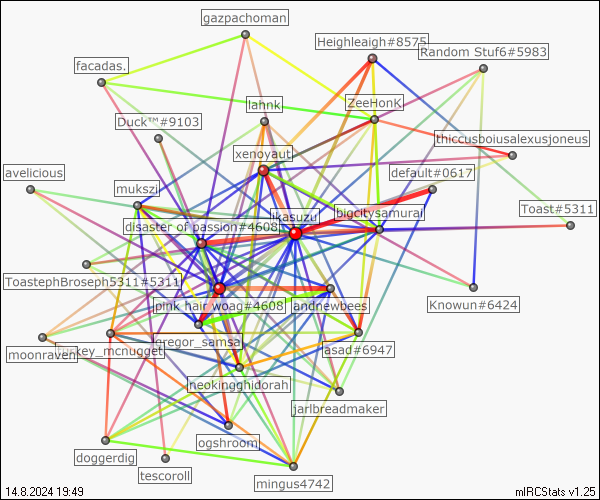 gazpachoman
Heighleaigh#8575
Random Stuf6#5983
facadas.
lahnk
ZeeHonk
Duck™#9103
thiccusboiusalexusjoneus
xenoyaut
avelicious
default#0617
mukszi
ikasuzu
bigcitysamurai
Toast#5311
disaster of passion#4608
ToastephBroseph5311#5311
pink hair woag#4608
andnewbees
Knowun#6424
gregor_samsa
moonraven
turkey_mcnugget
asad#6947
neokingghidorah
jarlbreadmaker
ogshroom
doggerdig
tescoroll
mingus4742
14.8.2024 19:49
mIRCStats v1.25